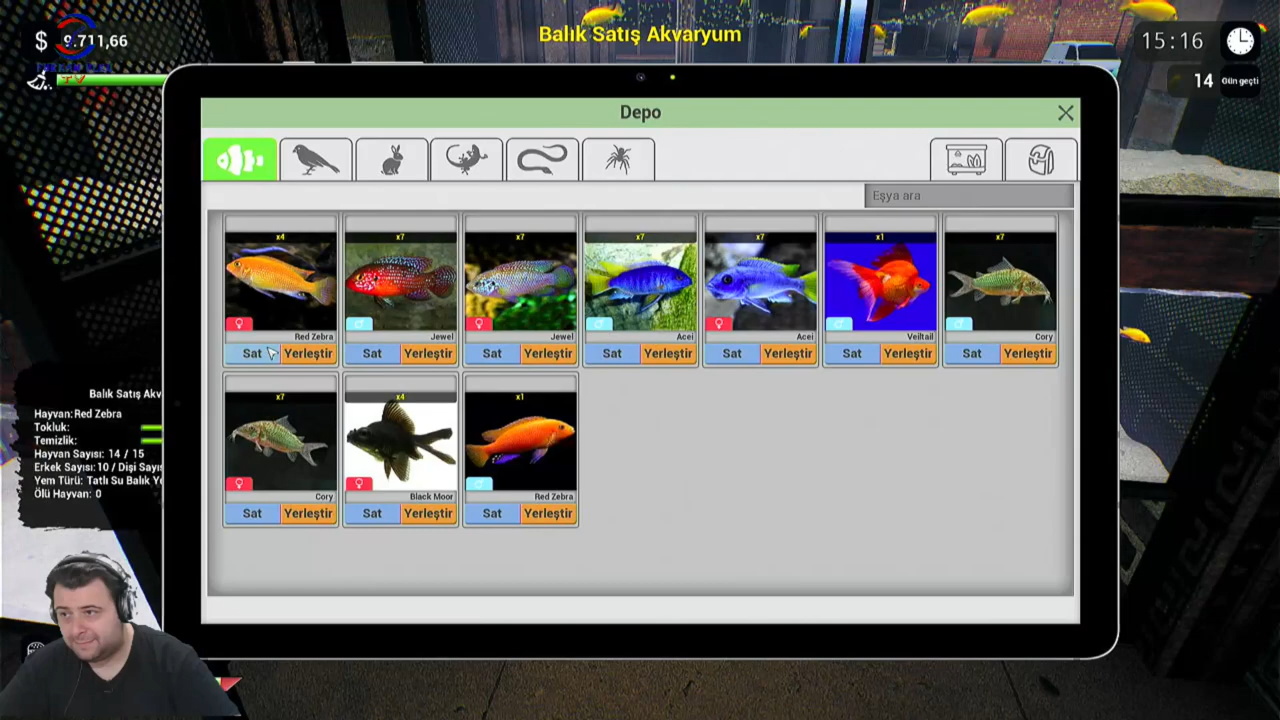 $ 9.711,66
TV
Balık Satış Akvaryum
15:16
14 Gün geçti
Depo
Eşya ara
x4 x7 x7 x7 x7 x1 x7
Red Zebra Jewel Jewel Acei Acei Veiltail Cory
Sat Yerleştir Sat Yerleştir Sat Yerleştir Sat Yerleştir Sat Yerleştir Sat Yerleştir Sat Yerleştir
x7 x4 x1
Cory Black Moor Red Zebra
Sat Yerleştir Sat Yerleştir Sat Yerleştir
Balık Satış Akv
Hayvan:Red Zebra
Tokluk:
Temizlik:
Hayvan Sayısı: 14 / 15
Erkek Sayısı:10 / Dişi Sayıs
Yem Türü: Tatlı Su Balık Ye
Ölü Hayvan: 0